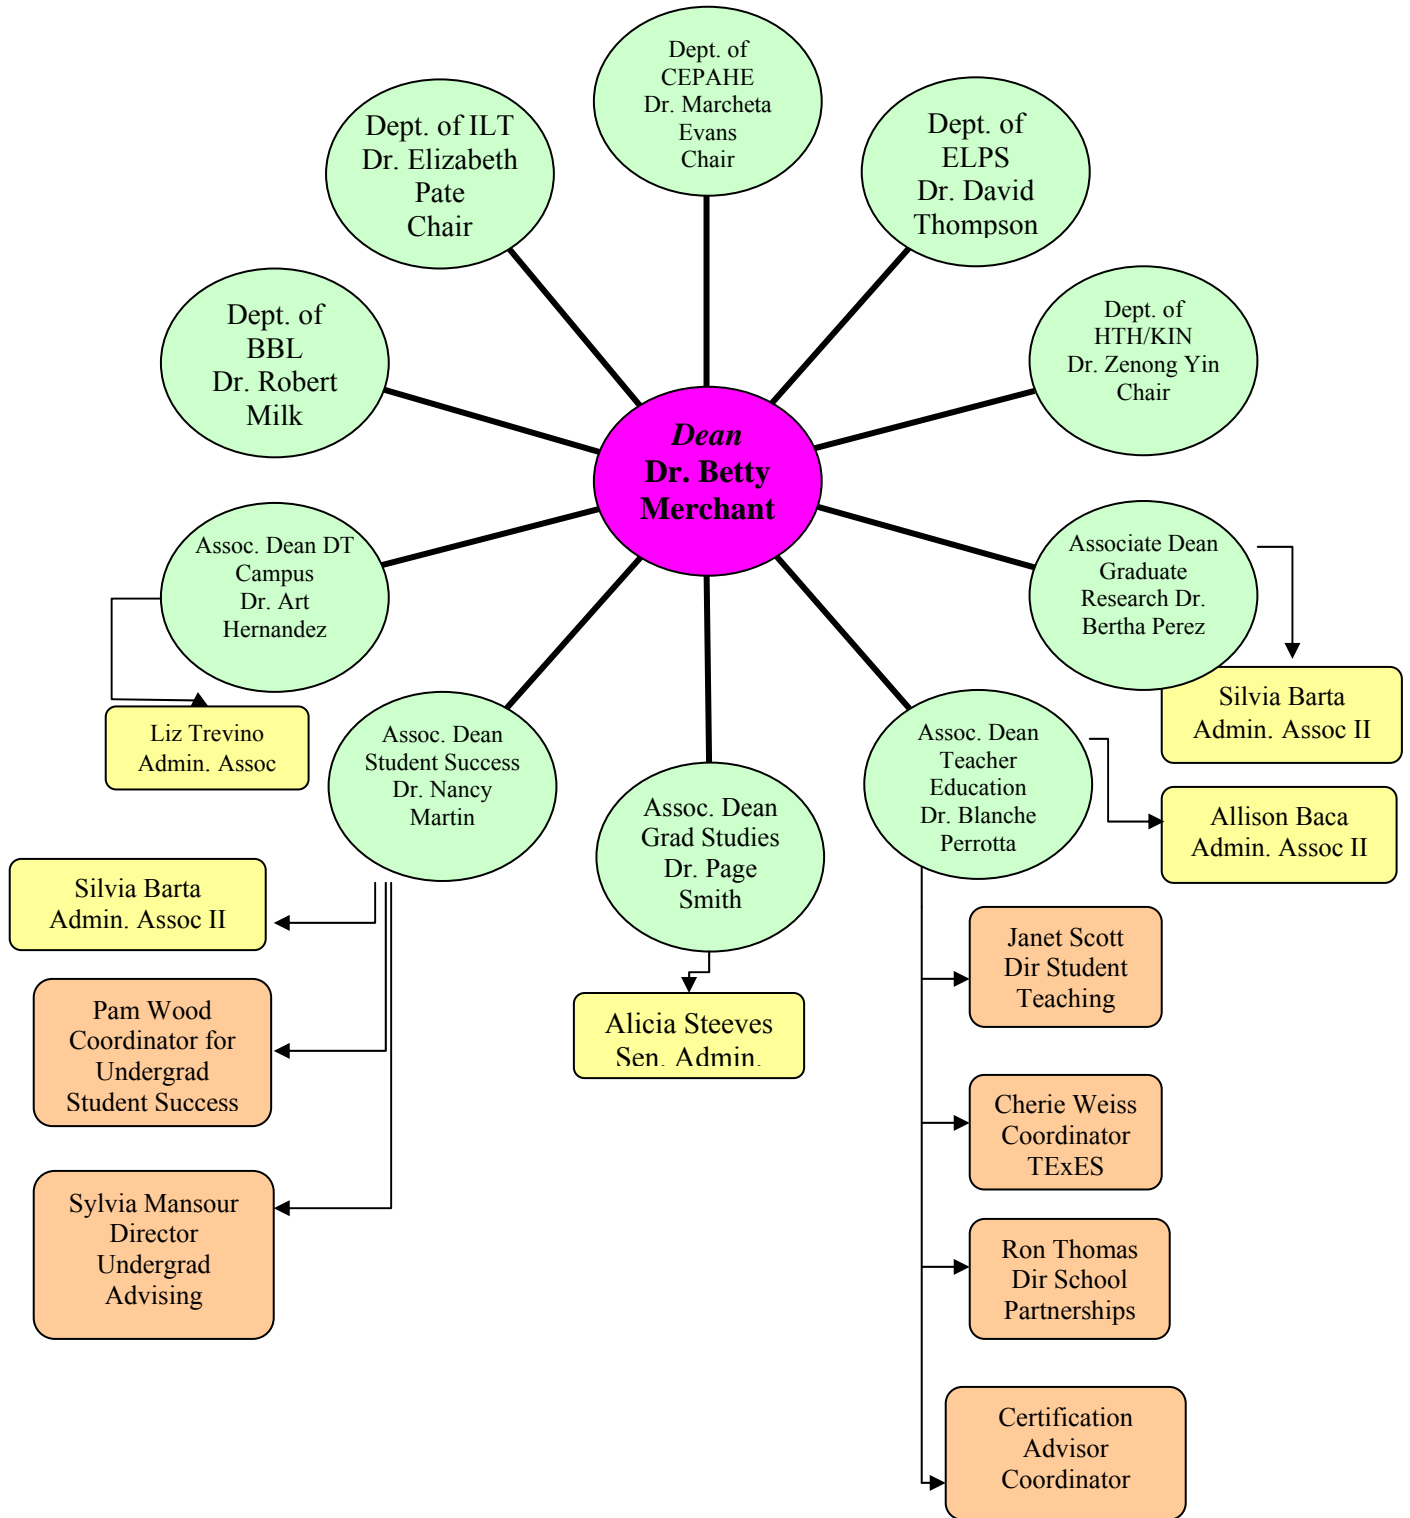 Dept. of
CEPAHE
Dr. Marcheta
Evans
Chair
Dept. of ILT
Dr. Elizabeth
Pate
Chair
Dept. of
ELPS
Dr. David
Thompson
Dept. of
BBL
Dr. Robert
Milk
Dept. of
HTH/KIN
Dr. Zenong Yin
Chair
Dean
Dr. Betty
Merchant
Assoc. Dean DT
Campus
Dr. Art
Hernandez
Associate Dean
Graduate
Research Dr.
Bertha Perez
Liz Trevino
Admin. Assoc
Silvia Barta
Admin. Assoc II
Assoc. Dean
Student Success
Dr. Nancy
Martin
Assoc. Dean
Grad Studies
Dr. Page
Smith
Assoc. Dean
Teacher
Education
Dr. Blanche
Perrotta
Allison Baca
Admin. Assoc II
Silvia Barta
Admin. Assoc II
Pam Wood
Coordinator for
Undergrad
Student Success
Sylvia Mansour
Director
Undergrad
Advising
Alicia Steeves
Sen. Admin.
Janet Scott
Dir Student
Teaching
Cherie Weiss
Coordinator
TExES
Ron Thomas
Dir School
Partnerships
Certification
Advisor
Coordinator